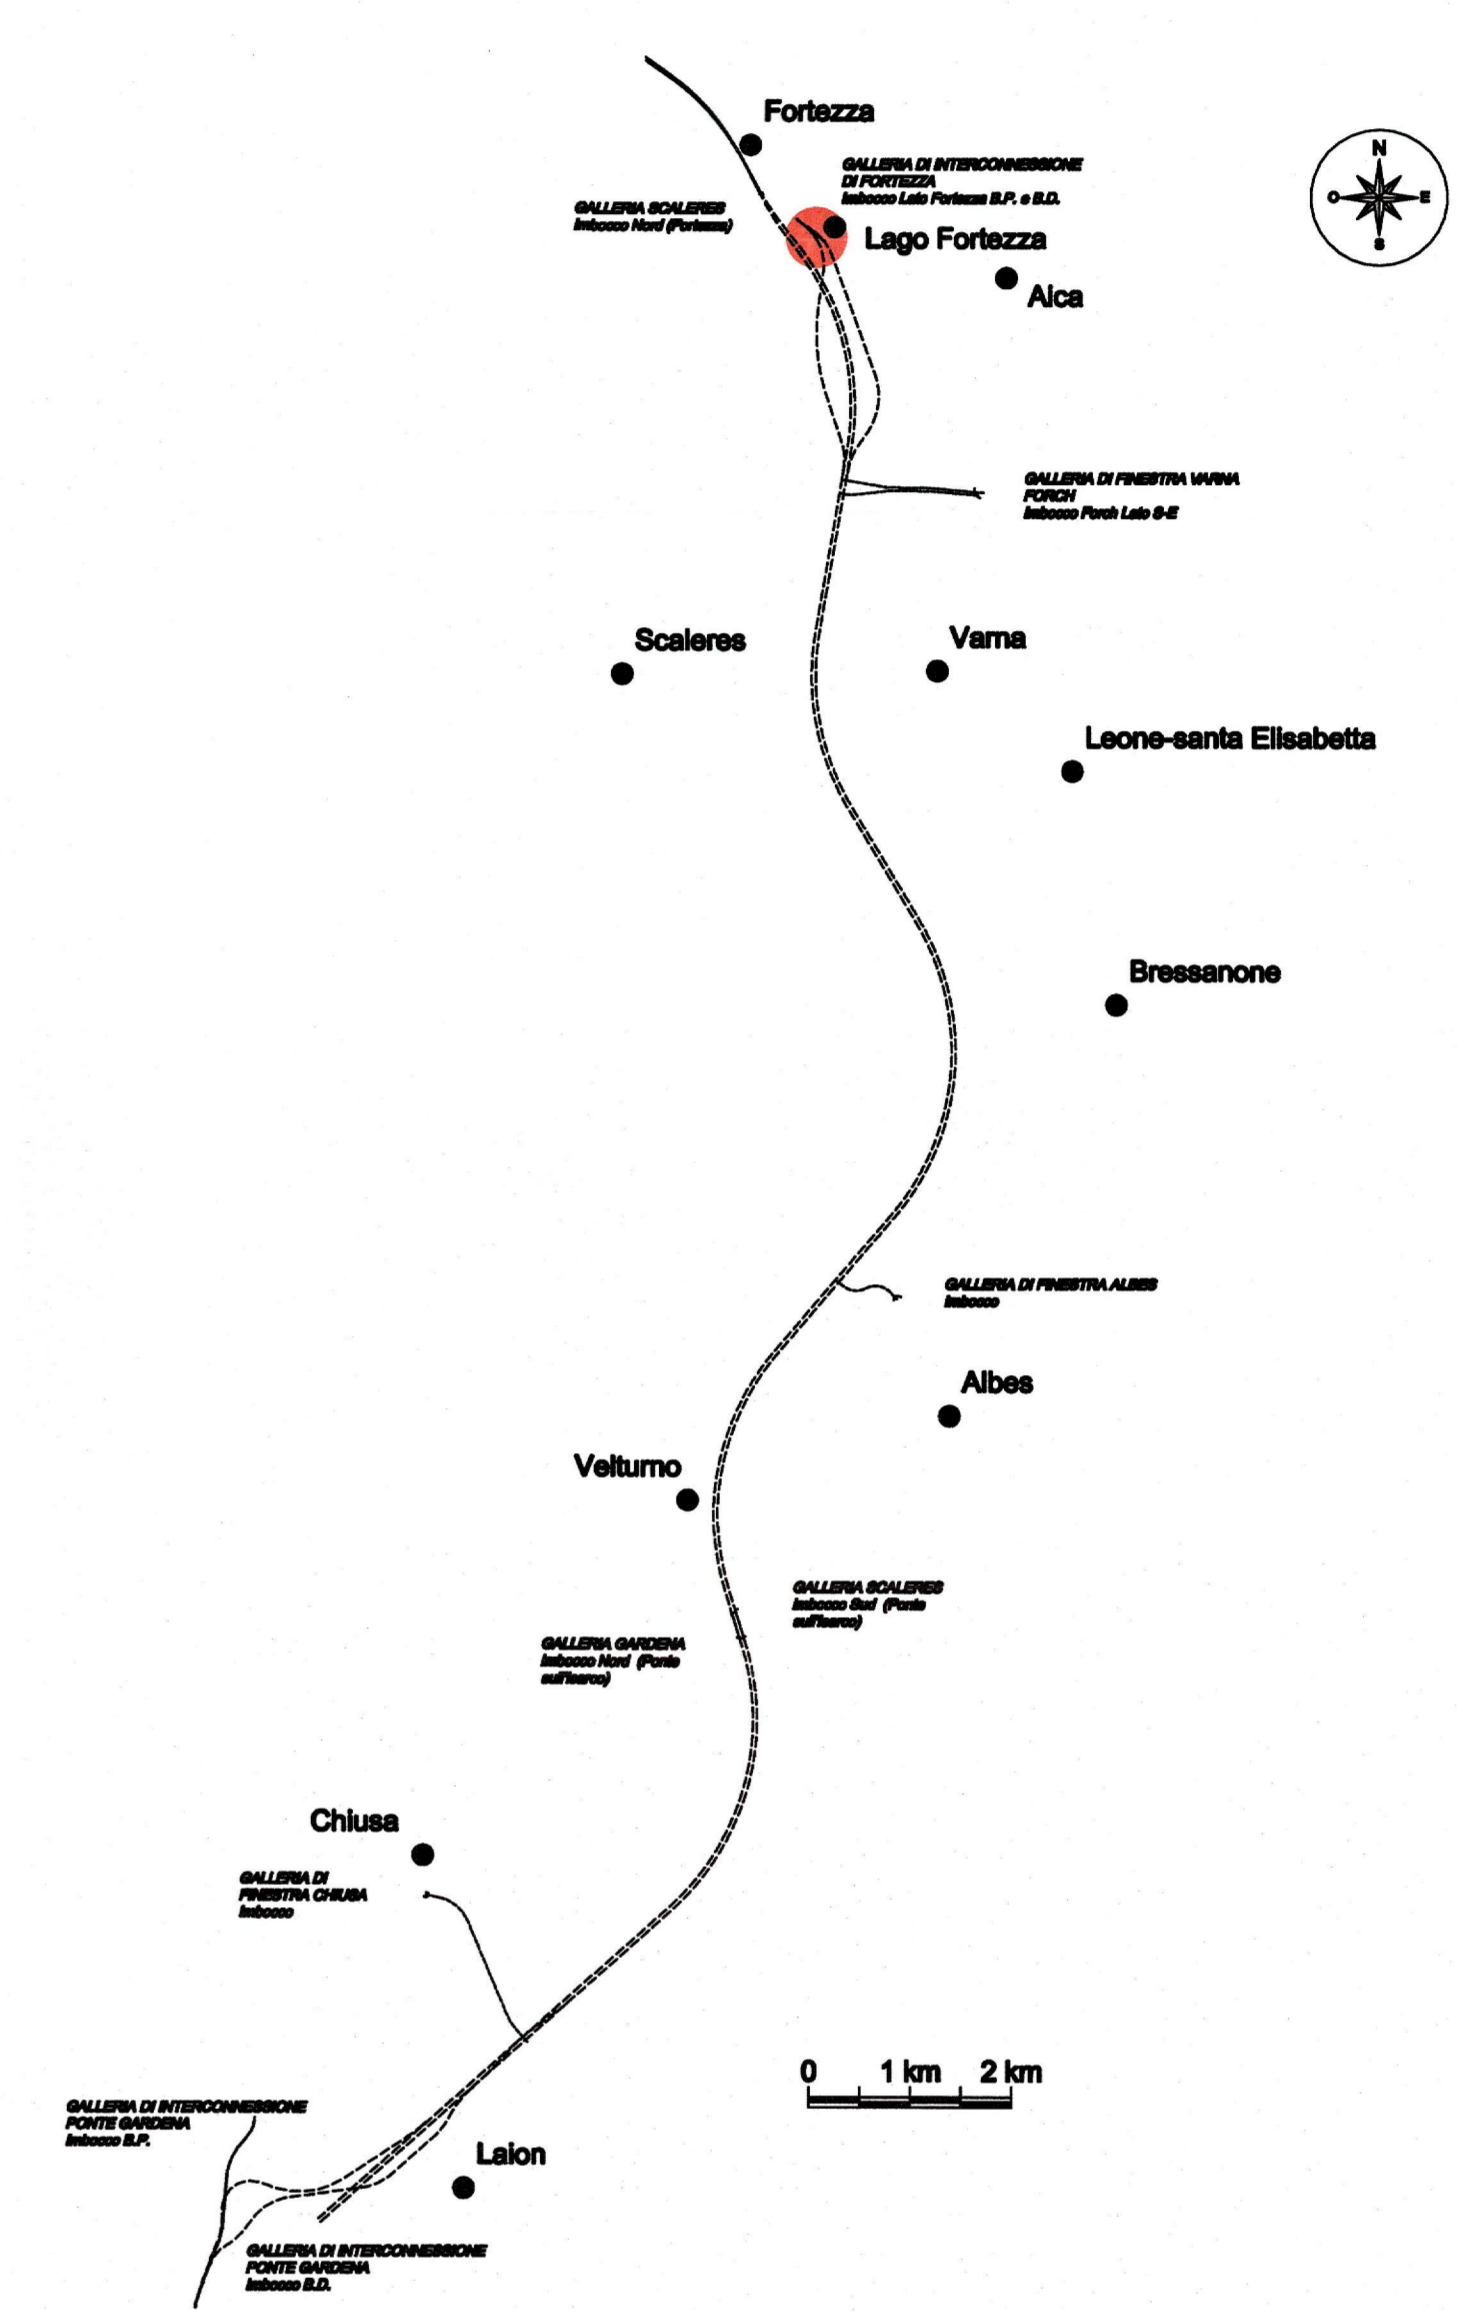 Fortezza
GALLERIA DI INTERCONNESSIONE
DI FORTEZZA
Imbocco Lato Fortezza B.P. e B.D.
N
O
E
S
GALLERIA SCALERES
Imbocco Nord (Fortezza)
Lago Fortezza
Aica
GALLERIA DI FINESTRA VARNA
FORCH
Imbocco Forch Lato S-E
Scaleres
Varna
Leone-santa Elisabetta
Bressanone
GALLERIA DI FINESTRA ALBES
Imbocco
Albes
Velturno
GALLERIA SCALERES
Imbocco Sud (Ponte
sull'Isarco)
GALLERIA GARDENA
Imbocco Nord (Ponte
sull'Isarco)
Chiusa
GALLERIA DI
FINESTRA CHIUSA
Imbocco
0 1 km 2 km
GALLERIA DI INTERCONNESSIONE
PONTE GARDENA
Imbocco B.P.
Laion
GALLERIA DI INTERCONNESSIONE
PONTE GARDENA
Imbocco B.D.